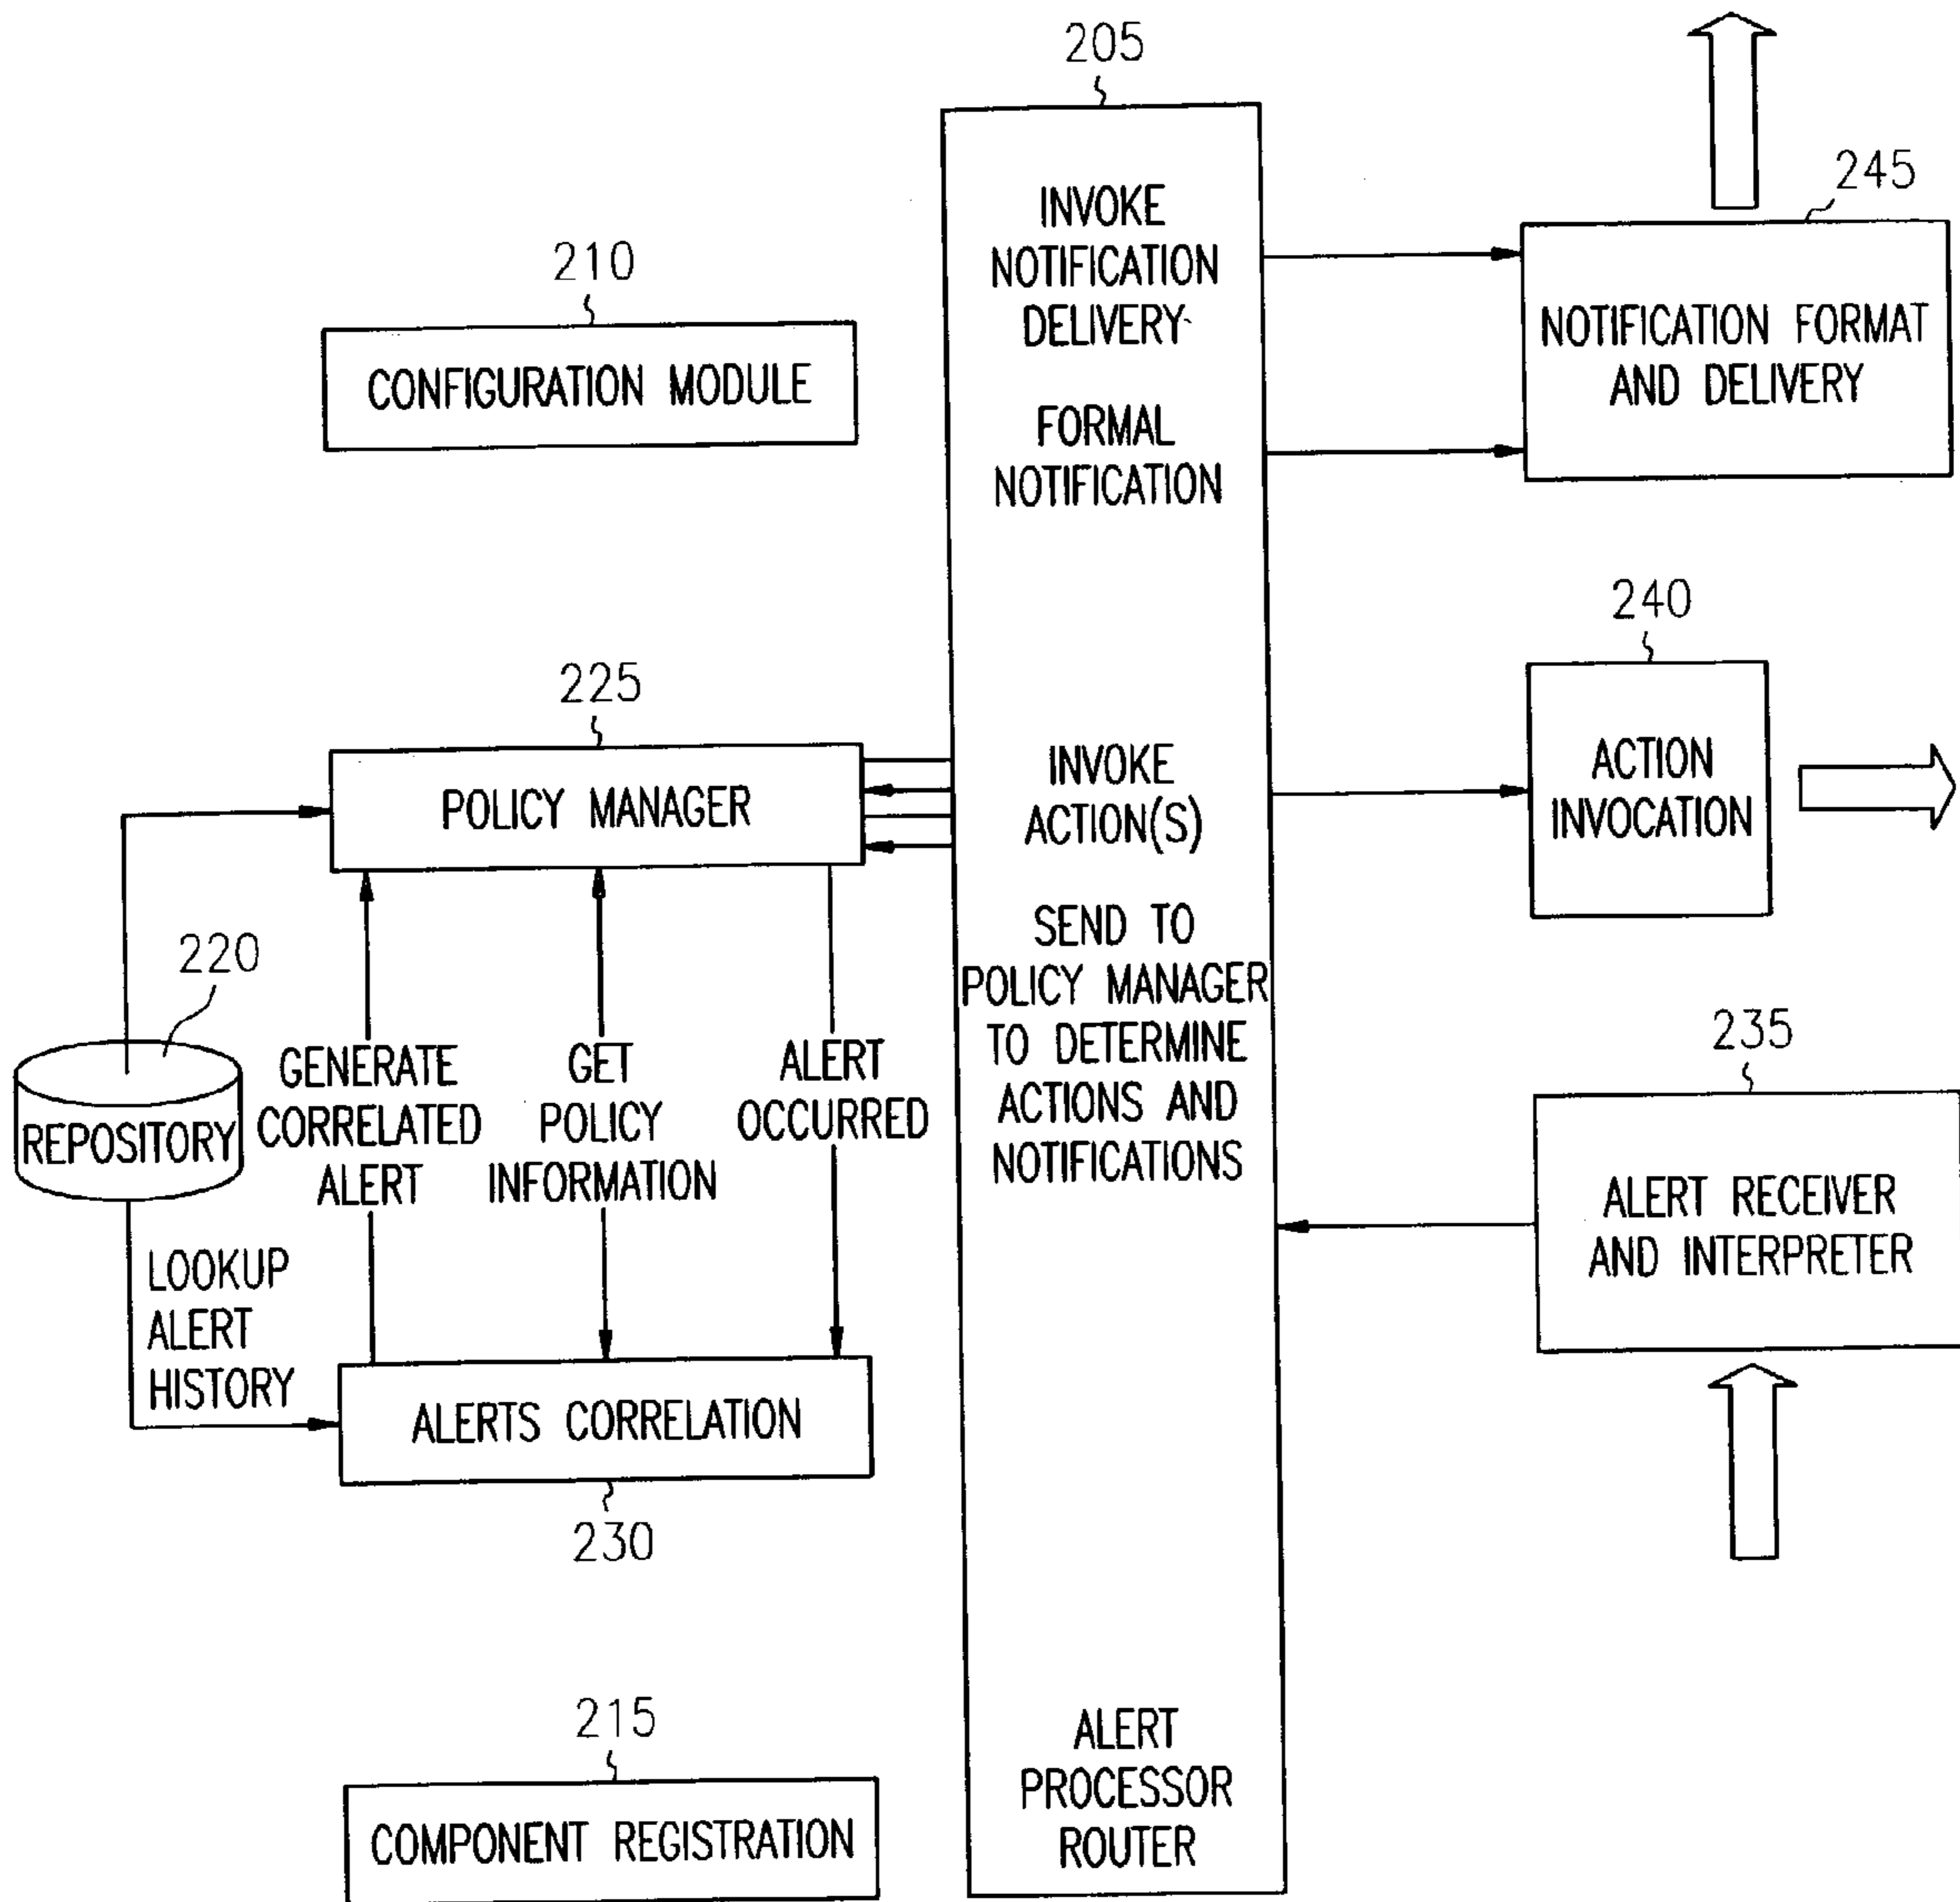 205
INVOKE
NOTIFICATION
DELIVERY
FORMAL
NOTIFICATION
245
NOTIFICATION FORMAT
AND DELIVERY
210
CONFIGURATION MODULE
240
ACTION
INVOCATION
225
POLICY MANAGER
INVOKE
ACTION(S)
SEND TO
POLICY MANAGER
TO DETERMINE
ACTIONS AND
NOTIFICATIONS
220
REPOSITORY
GENERATE
CORRELATED
ALERT
GET
POLICY
INFORMATION
ALERT
OCCURRED
235
ALERT RECEIVER
AND INTERPRETER
LOOKUP
ALERT
HISTORY
ALERTS CORRELATION
230
215
COMPONENT REGISTRATION
ALERT
PROCESSOR
ROUTER